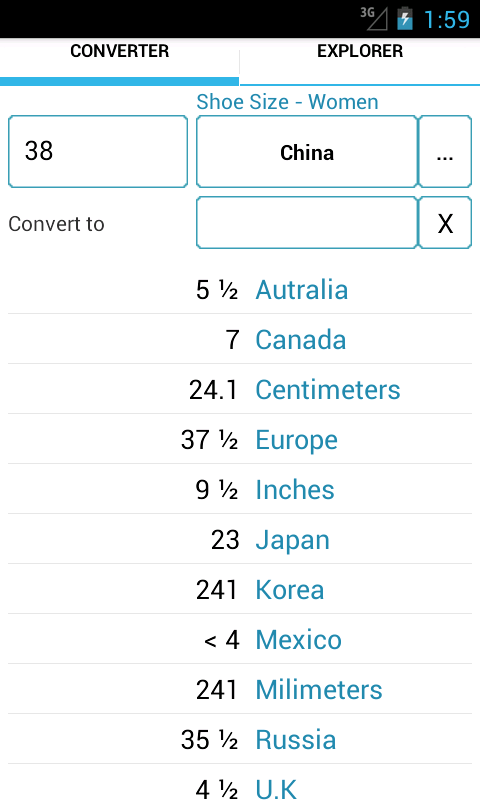 3G 1:59
CONVERTER EXPLORER
Shoe Size - Women
38 China ...
Convert to X
5 ½ Autralia
7 Canada
24.1 Centimeters
37 ½ Europe
9 ½ Inches
23 Japan
241 Korea
< 4 Mexico
241 Milimeters
35 ½ Russia
4 ½ U.K